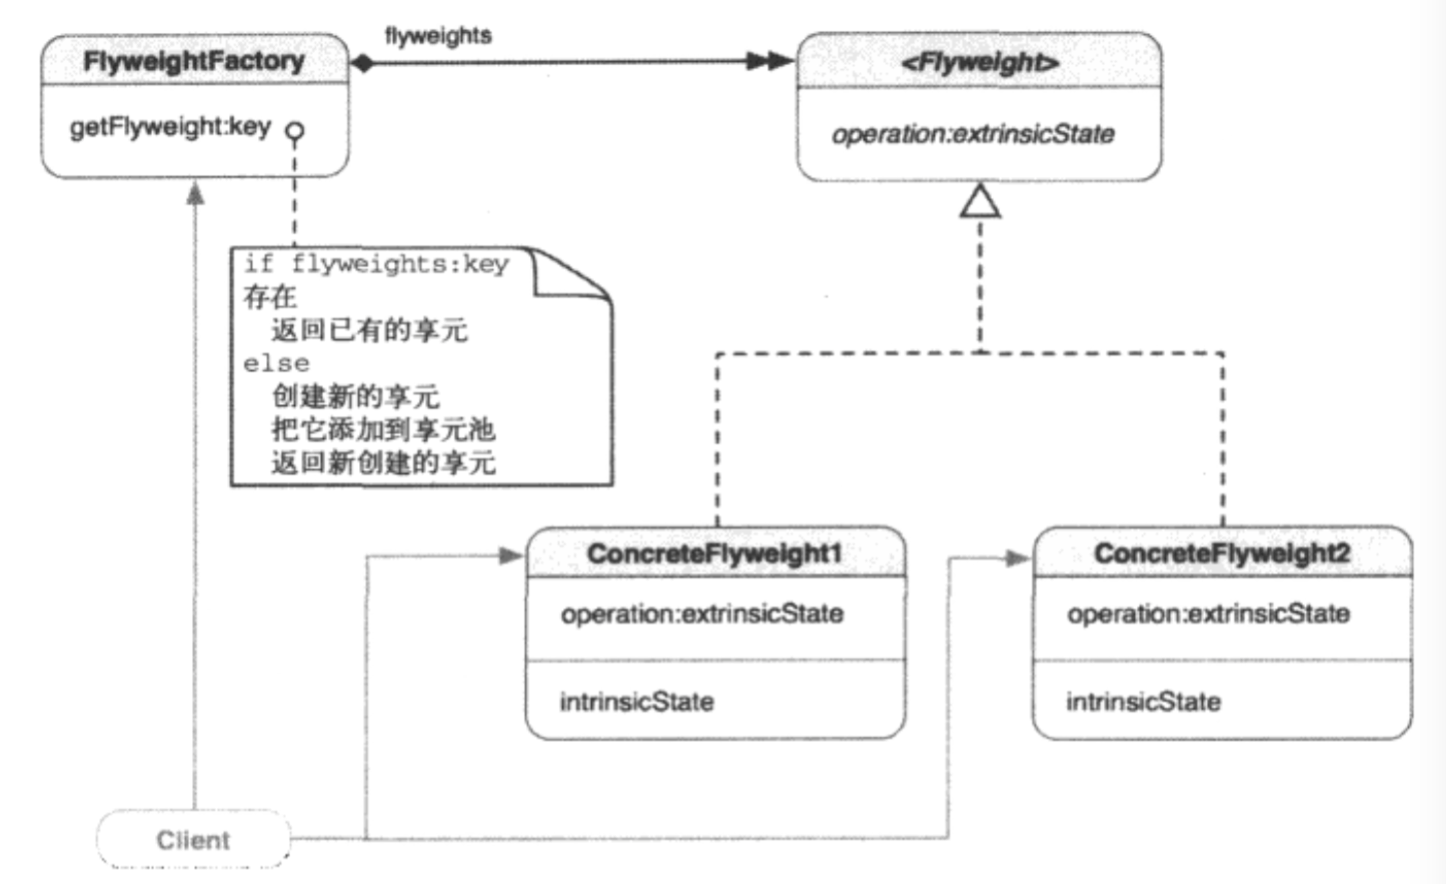 flyweights
FlyweightFactory
<Flyweight>
getFlyweight:key
operation:extrinsicState
if flyweights:key
存在
返回已有的享元
else
创建新的享元
把它添加到享元池
返回新创建的享元
ConcreteFlyweight1
ConcreteFlyweight2
operation:extrinsicState
operation:extrinsicState
intrinsicState
intrinsicState
Client